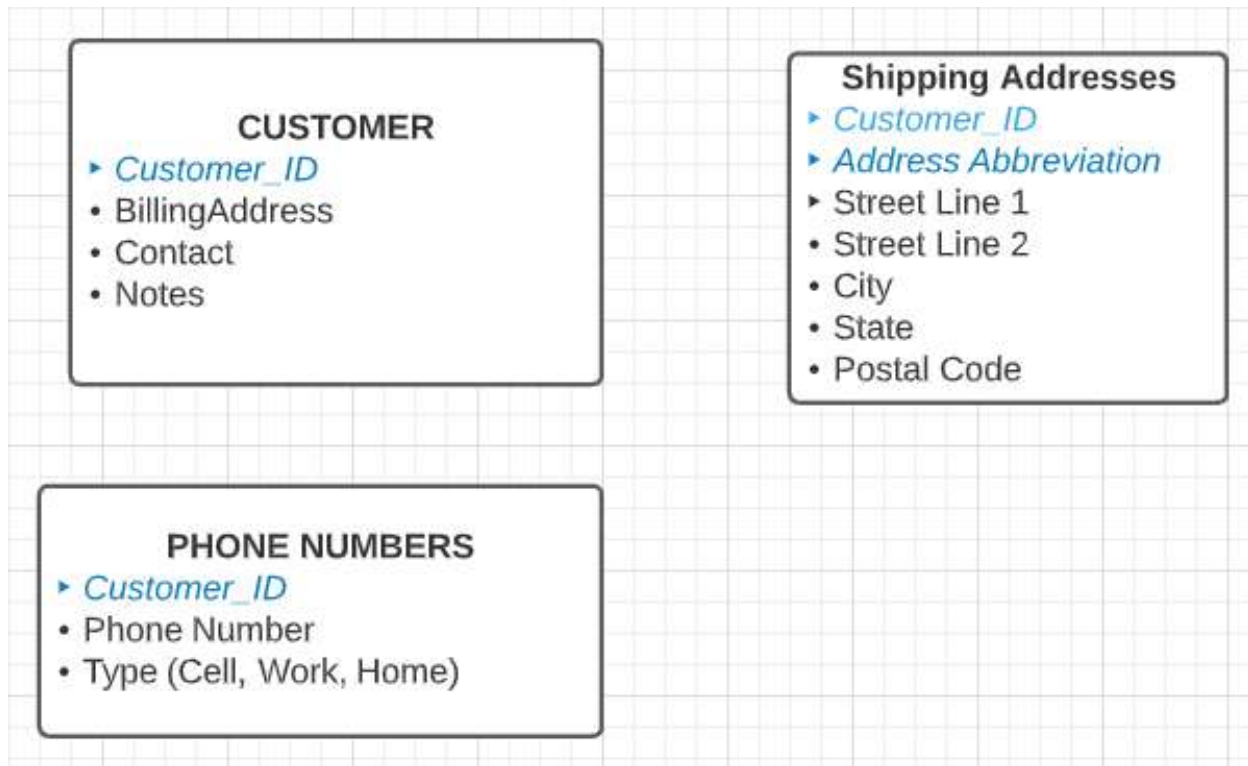 CUSTOMER
Customer_ID
BillingAddress
Contact
Notes
Shipping Addresses
Customer_ID
Address Abbreviation
Street Line 1
Street Line 2
City
State
Postal Code
PHONE NUMBERS
Customer_ID
Phone Number
Type (Cell, Work, Home)